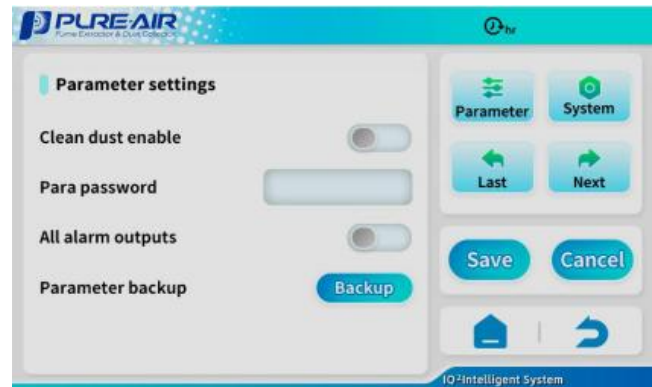 PURE-AIR
Fume Extractor & Dust Collector
hr
Parameter settings
Clean dust enable
Para password
All alarm outputs
Parameter backup
Backup
Parameter
System
Last
Next
Save
Cancel
IQ²Intelligent System